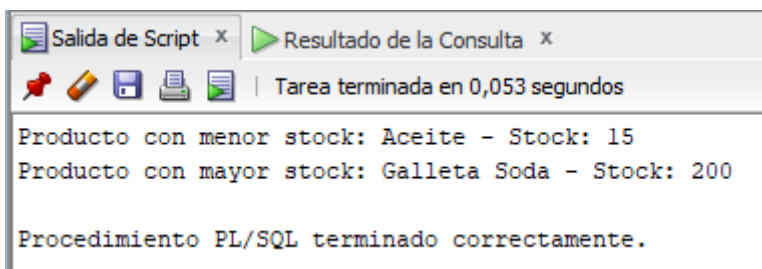 Salida de Script x Resultado de la Consulta x
Tarea terminada en 0,053 segundos
Producto con menor stock: Aceite - Stock: 15
Producto con mayor stock: Galleta Soda - Stock: 200
Procedimiento PL/SQL terminado correctamente.